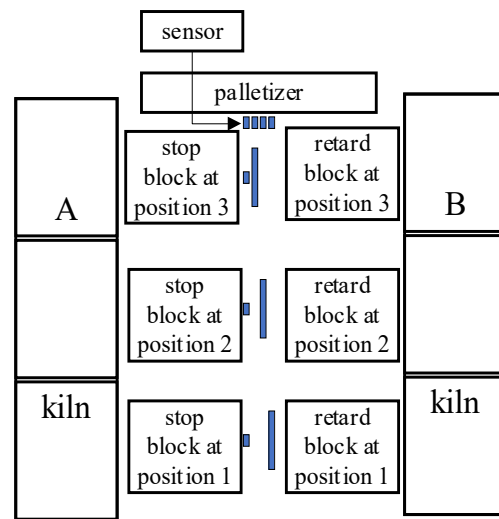 sensor
palletizer
A
stop
block at
position 3
retard
block at
position 3
B
stop
block at
position 2
retard
block at
position 2
kiln
stop
block at
position 1
retard
block at
position 1
kiln